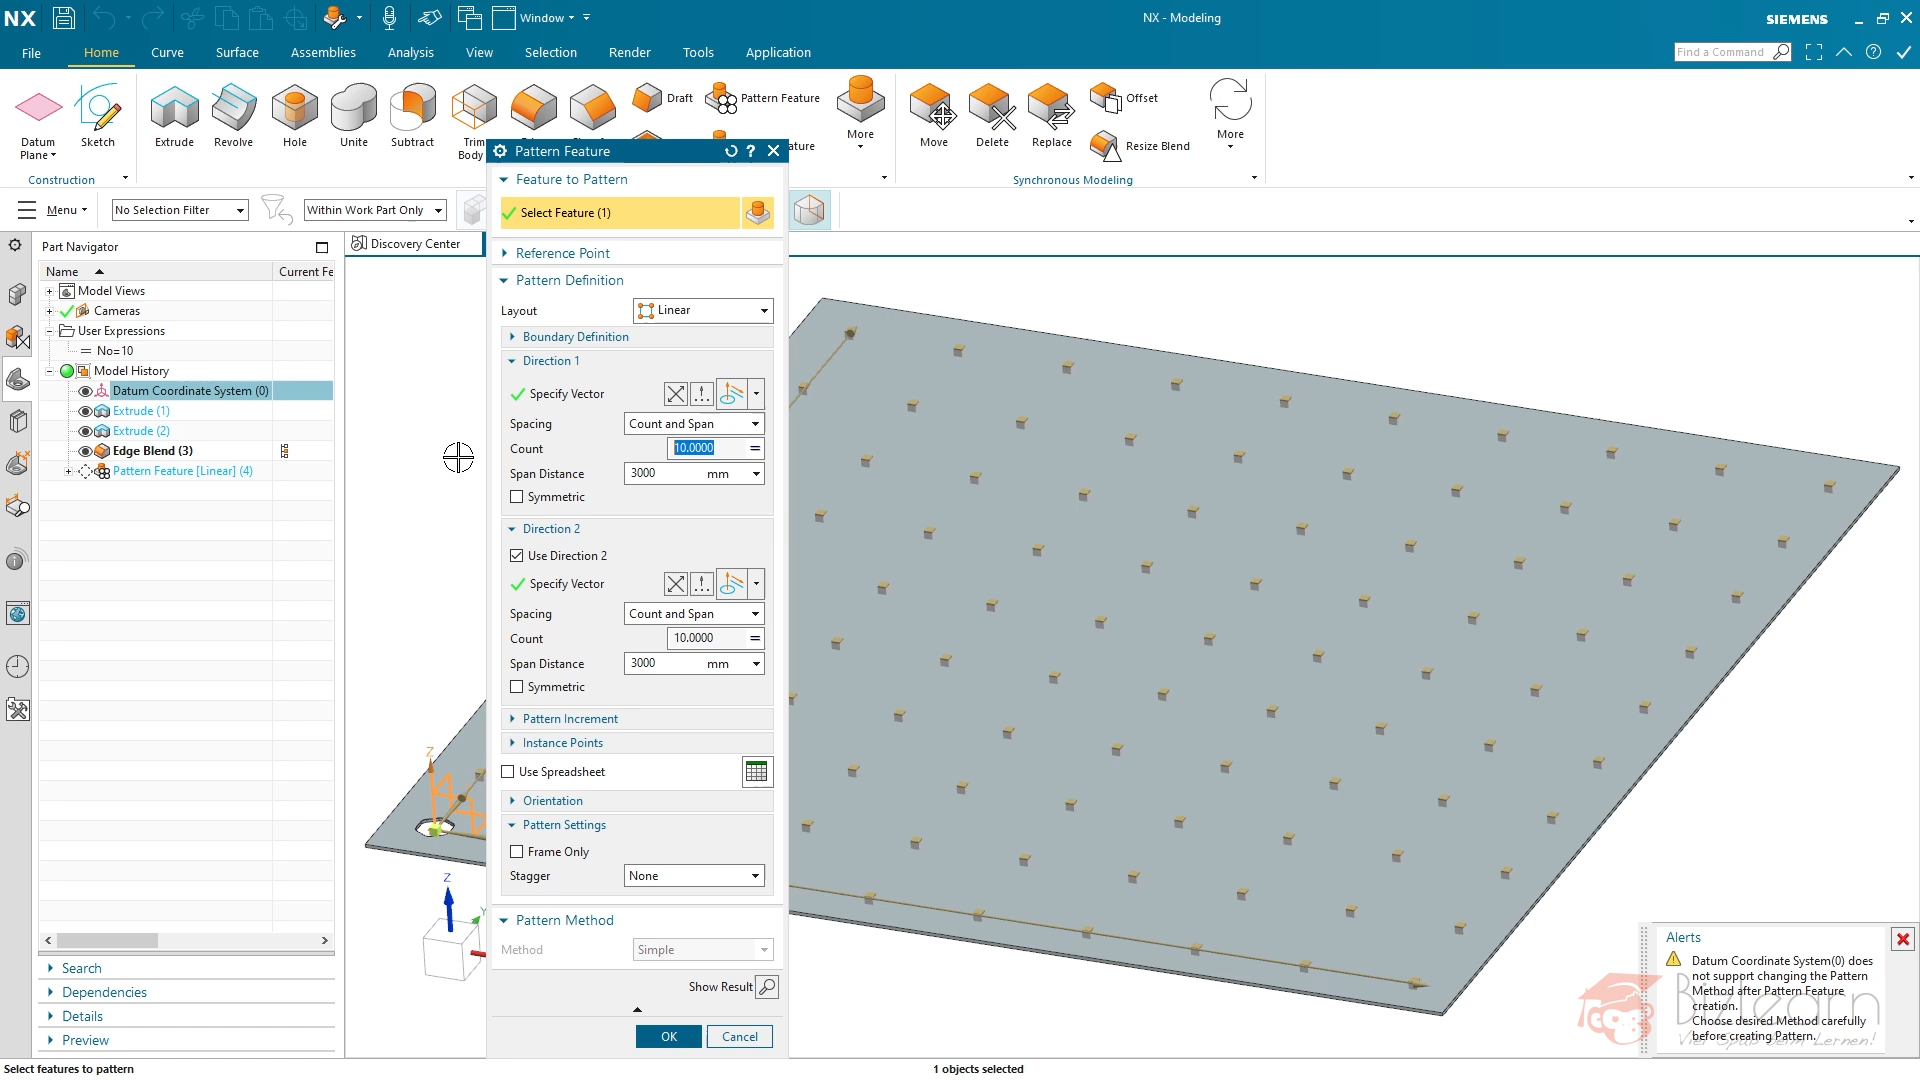 NX
Window
NX - Modeling
SIEMENS
File
Home
Curve
Surface
Assemblies
Analysis
View
Selection
Render
Tools
Application
Find a Command
Datum
Plane
Sketch
Extrude
Revolve
Hole
Unite
Subtract
Trim
Body
Draft
Pattern Feature
ature
More
Move
Delete
Replace
Offset
Resize Blend
More
Construction
Synchronous Modeling
Menu
No Selection Filter
Within Work Part Only
Part Navigator
Discovery Center
Name
Current Fe
Model Views
Cameras
User Expressions
No=10
Model History
Datum Coordinate System (0)
Extrude (1)
Extrude (2)
Edge Blend (3)
Pattern Feature [Linear] (4)
Search
Dependencies
Details
Preview
Pattern Feature
Feature to Pattern
Select Feature (1)
Reference Point
Pattern Definition
Layout
Linear
Boundary Definition
Direction 1
Specify Vector
Spacing
Count and Span
Count
10.0000
Span Distance
3000 mm
Symmetric
Direction 2
Use Direction 2
Specify Vector
Spacing
Count and Span
Count
10.0000
Span Distance
3000 mm
Symmetric
Pattern Increment
Instance Points
Use Spreadsheet
Orientation
Pattern Settings
Frame Only
Stagger
None
Pattern Method
Method
Simple
Show Result
OK
Cancel
Z
Z
Y
Alerts
Datum Coordinate System(0) does
not support changing the Pattern
Method after Pattern Feature
creation.
Choose desired Method carefully
before creating Pattern.
BizLearn
Viel Spaß beim Lernen!
Select features to pattern
1 objects selected